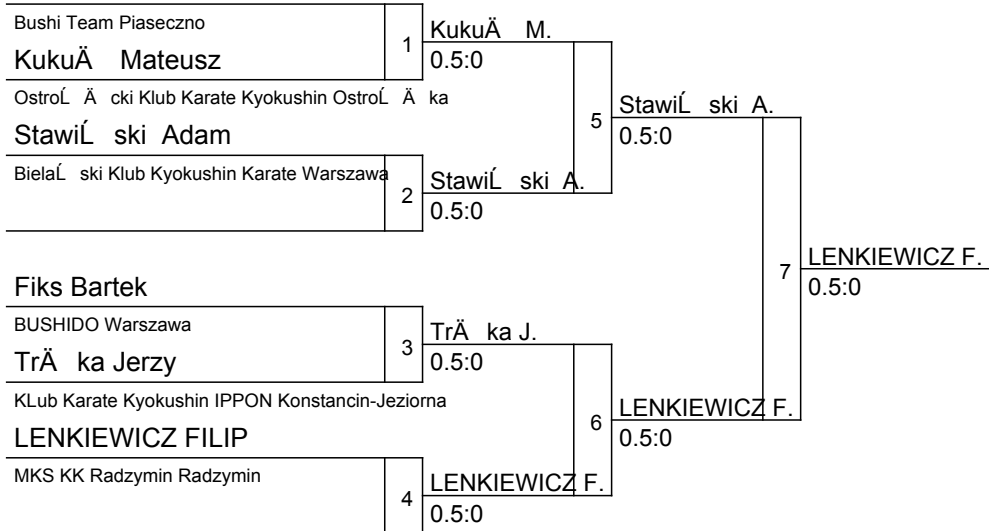 Bushi Team Piaseczno
KukuÄ Mateusz
OstroĹ Ä cki Klub Karate Kyokushin OstroĹ Ä ka
StawiĹ ski Adam
BielaĹ ski Klub Kyokushin Karate Warszawa
Fiks Bartek
BUSHIDO Warszawa
TrÄ ka Jerzy
KLub Karate Kyokushin IPPON Konstancin-Jeziorna
LENKIEWICZ FILIP
MKS KK Radzymin Radzymin
1
KukuÄ M.
0.5:0
2
StawiĹ ski A.
0.5:0
3
TrÄ ka J.
0.5:0
4
LENKIEWICZ F.
0.5:0
5
StawiĹ ski A.
0.5:0
6
LENKIEWICZ F.
0.5:0
7
LENKIEWICZ F.
0.5:0